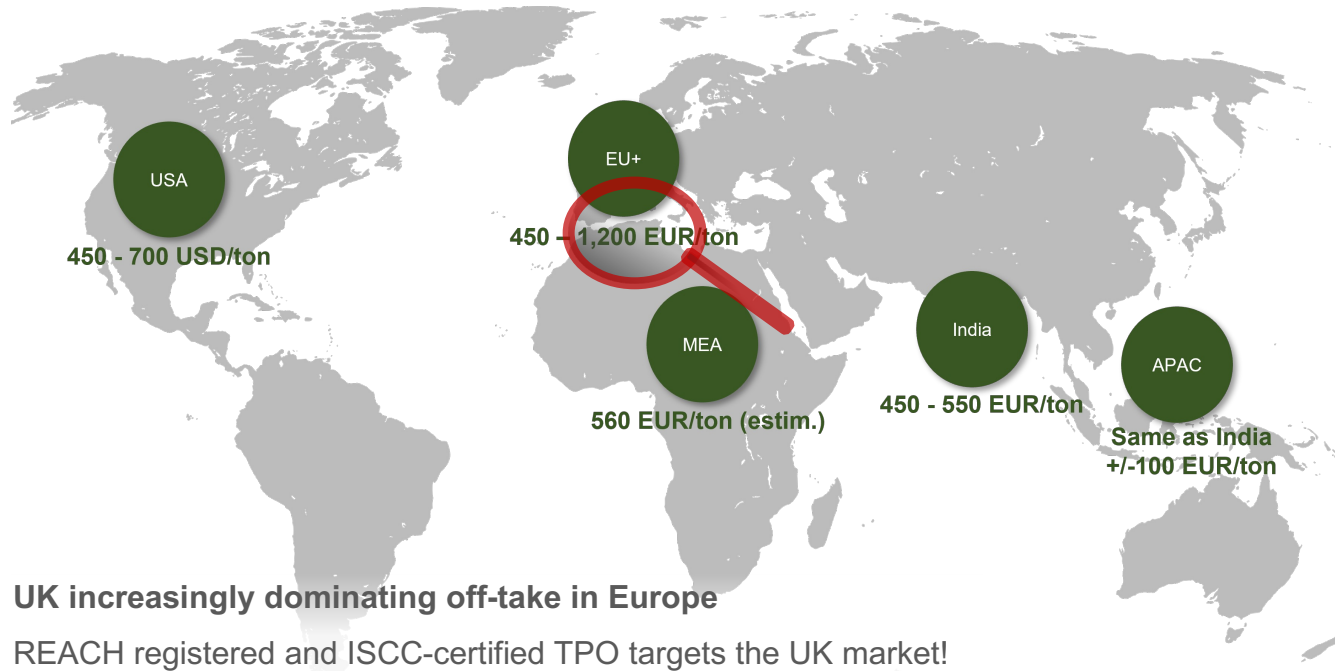 USA
450 - 700 USD/ton
EU+
450 – 1,200 EUR/ton
MEA
560 EUR/ton (estim.)
India
450 - 550 EUR/ton
APAC
Same as India
+/-100 EUR/ton
UK increasingly dominating off-take in Europe
REACH registered and ISCC-certified TPO targets the UK market!